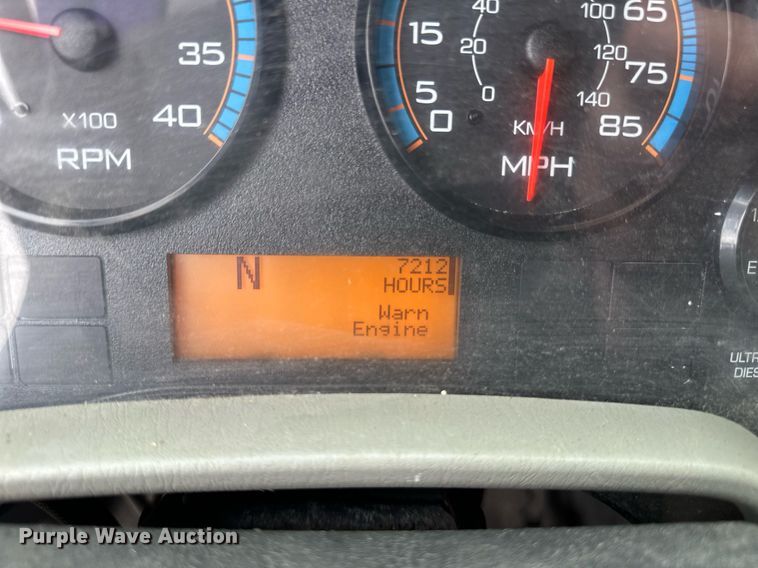 35
40
X100
RPM
40
20
0
15
5
0
100
120
140
65
75
85
KM/H
MPH
N
7212
HOURS
Warn
Engine
E
ULTR
DIES
Purple Wave Auction